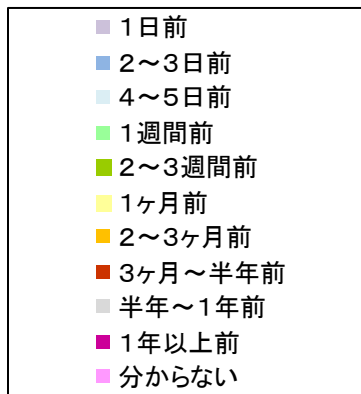 1日前
2～3日前
4～5日前
1週間前
2～3週間前
1ヶ月前
2～3ヶ月前
3ヶ月～半年前
半年～1年前
1年以上前
分からない